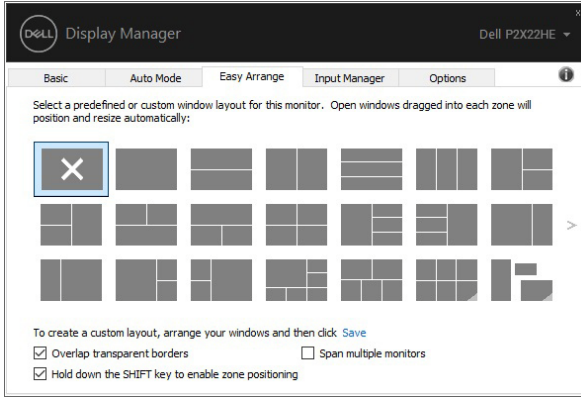 DELL Display Manager
Dell P2X22HE
Basic Auto Mode Easy Arrange Input Manager Options
Select a predefined or custom window layout for this monitor. Open windows dragged into each zone will
position and resize automatically:
To create a custom layout, arrange your windows and then click Save
Overlap transparent borders
Span multiple monitors
Hold down the SHIFT key to enable zone positioning